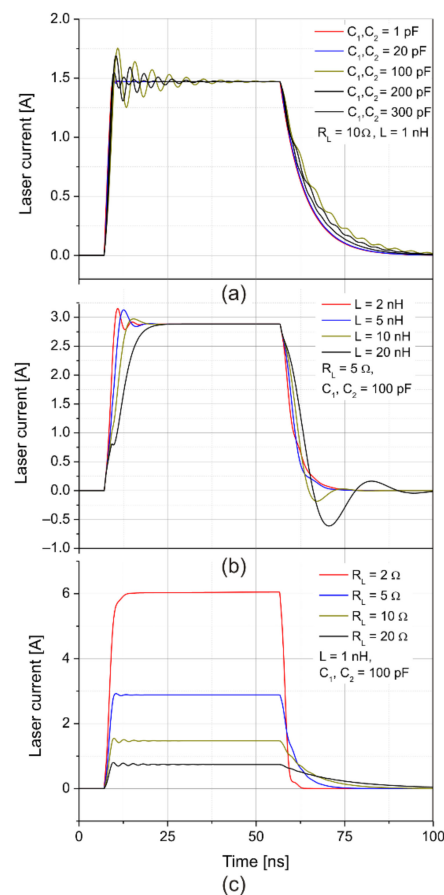 (a)
2.0
1.5
1.0
0.5
0.0
Laser current [A]
C1,C2 = 1 pF
C1,C2 = 20 pF
C1,C2 = 100 pF
C1,C2 = 200 pF
C1,C2 = 300 pF
RL = 10Ω, L = 1 nH
(a)
3.0
2.5
2.0
1.5
1.0
0.5
0.0
−0.5
−1.0
Laser current [A]
L = 2 nH
L = 5 nH
L = 10 nH
L = 20 nH
RL = 5 Ω,
C1, C2 = 100 pF
(b)
6
4
2
0
Laser current [A]
RL = 2 Ω
RL = 5 Ω
RL = 10 Ω
RL = 20 Ω
L = 1 nH,
C1, C2 = 100 pF
0 25 50 75 100
Time [ns]
(c)